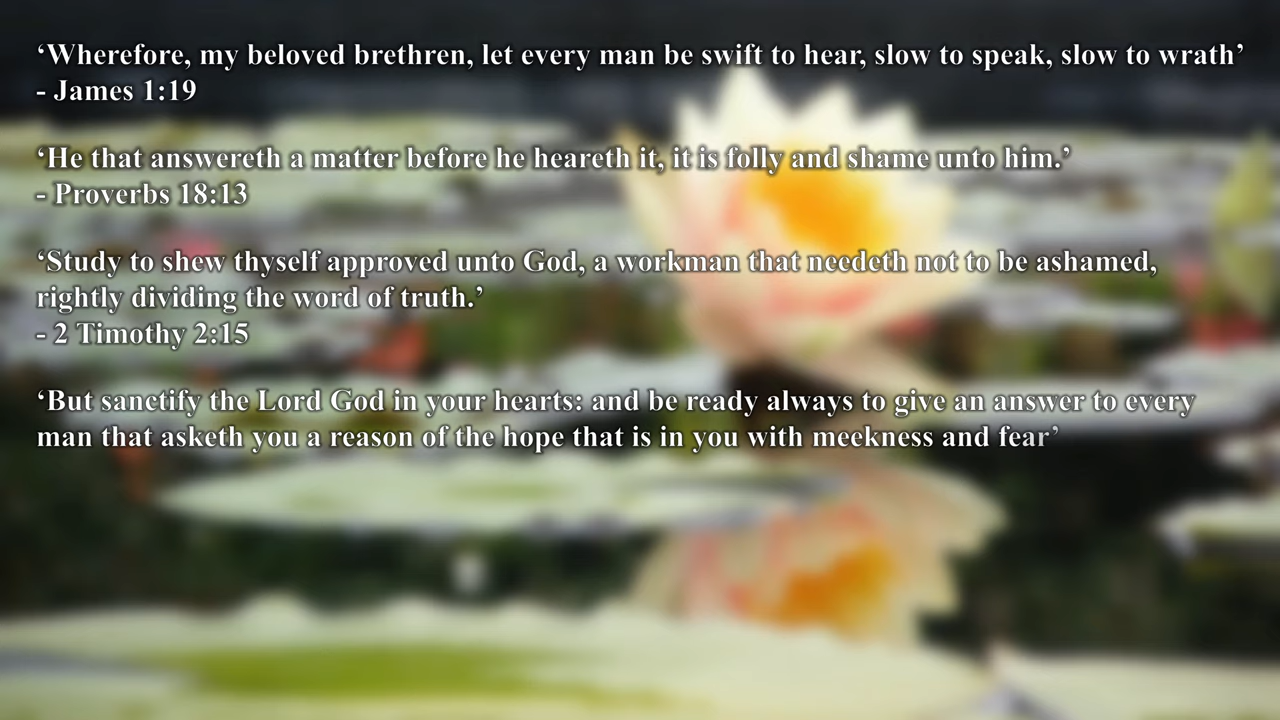 ‘Wherefore, my beloved brethren, let every man be swift to hear, slow to speak, slow to wrath’
- James 1:19
‘He that answereth a matter before he heareth it, it is folly and shame unto him.’
- Proverbs 18:13
‘Study to shew thyself approved unto God, a workman that needeth not to be ashamed,
rightly dividing the word of truth.’
- 2 Timothy 2:15
‘But sanctify the Lord God in your hearts: and be ready always to give an answer to every
man that asketh you a reason of the hope that is in you with meekness and fear’